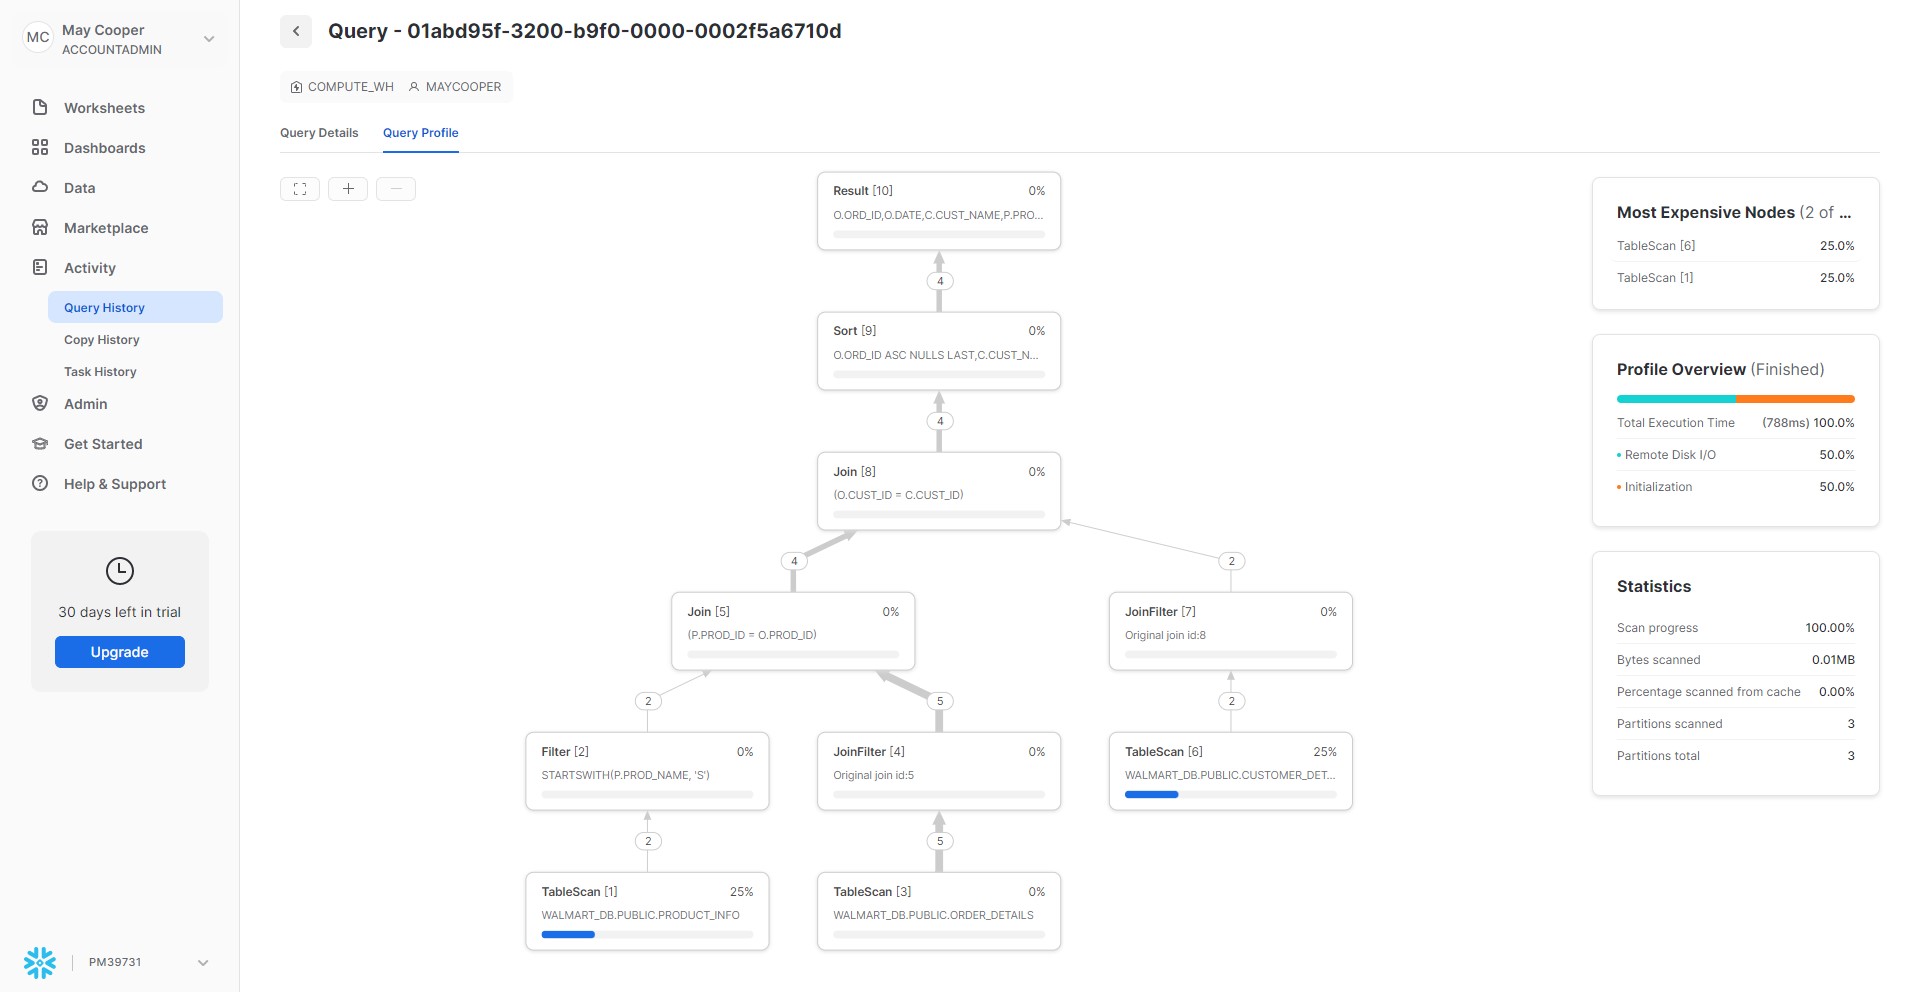 MC
May Cooper
ACCOUNTADMIN
Worksheets
Dashboards
Data
Marketplace
Activity
Query History
Copy History
Task History
Admin
Get Started
Help & Support
30 days left in trial
Upgrade
PM39731
Query - 01abd95f-3200-b9f0-0000-0002f5a6710d
COMPUTE_WH MAYCOOPER
Query Details Query Profile
Result [10] 0%
O.ORD_ID,O.DATE,C.CUST_NAME,P.PRO...
4
Sort [9] 0%
O.ORD_ID ASC NULLS LAST,C.CUST_N...
4
Join [8] 0%
(O.CUST_ID = C.CUST_ID)
4 2
Join [5] 0%
(P.PROD_ID = O.PROD_ID)
JoinFilter [7] 0%
Original join id:8
2 5 2
Filter [2] 0%
STARTSWITH(P.PROD_NAME, 'S')
JoinFilter [4] 0%
Original join id:5
TableScan [6] 25%
WALMART_DB.PUBLIC.CUSTOMER_DET...
2 5
TableScan [1] 25%
WALMART_DB.PUBLIC.PRODUCT_INFO
TableScan [3] 0%
WALMART_DB.PUBLIC.ORDER_DETAILS
Most Expensive Nodes (2 of ...
TableScan [6] 25.0%
TableScan [1] 25.0%
Profile Overview (Finished)
Total Execution Time (788ms) 100.0%
Remote Disk I/O 50.0%
Initialization 50.0%
Statistics
Scan progress 100.00%
Bytes scanned 0.01MB
Percentage scanned from cache 0.00%
Partitions scanned 3
Partitions total 3